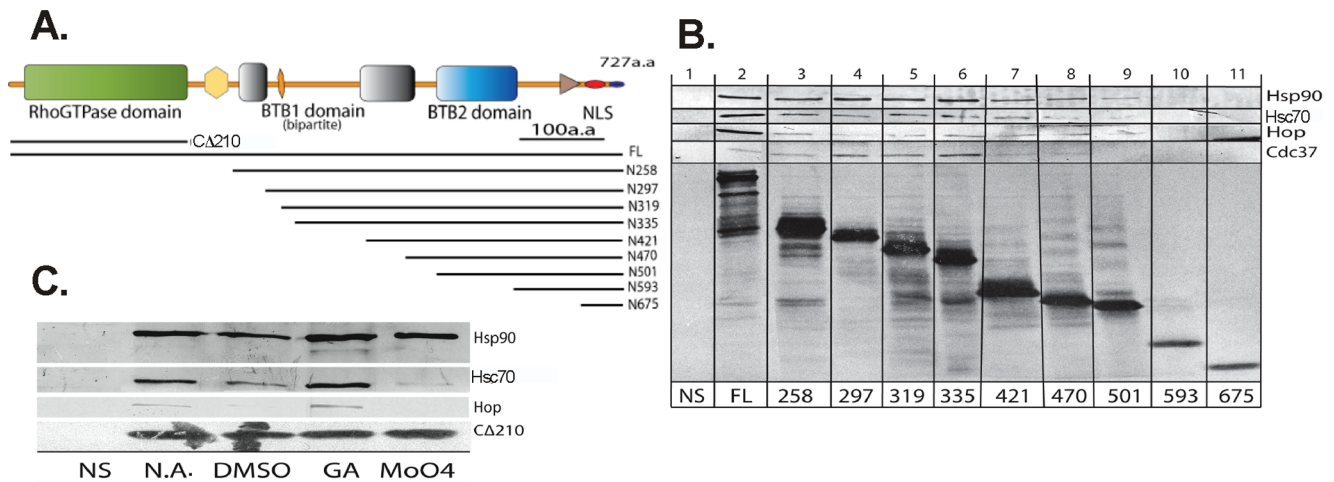 A.
727a.a
RhoGTPase domain
BTB1 domain
(bipartite)
BTB2 domain
NLS
100a.a
CΔ210
FL
N258
N297
N319
N335
N421
N470
N501
N593
N675
B.
1 2 3 4 5 6 7 8 9 10 11
Hsp90
Hsc70
Hop
Cdc37
NS FL 258 297 319 335 421 470 501 593 675
C.
Hsp90
Hsc70
Hop
CΔ210
NS N.A. DMSO GA MoO4